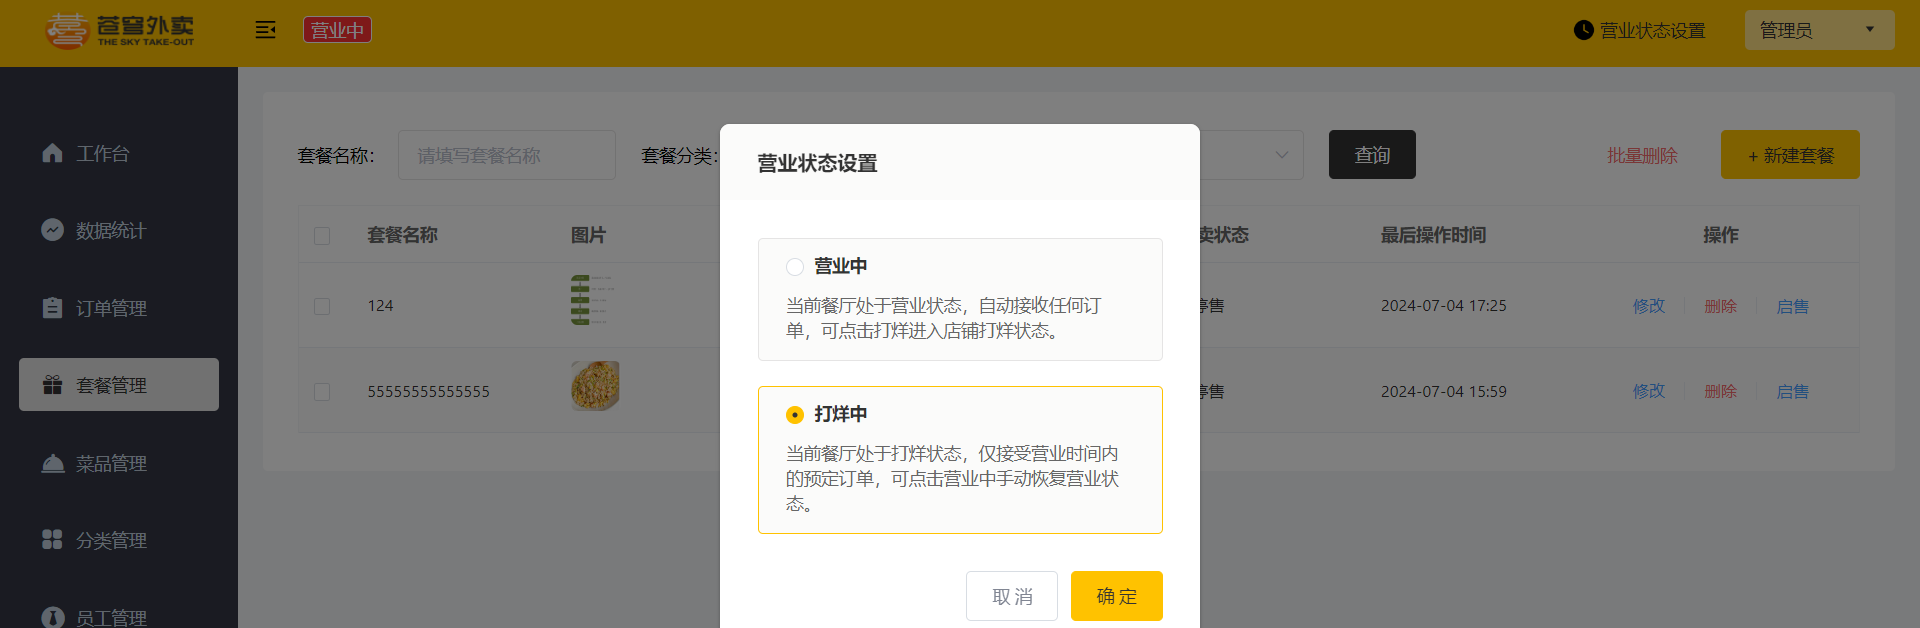 苍穹外卖
THE SKY TAKE-OUT
营业中
营业状态设置
管理员
工作台
数据统计
订单管理
套餐管理
菜品管理
分类管理
员工管理
套餐名称：
请填写套餐名称
套餐分类：
查询
批量删除
+ 新建套餐
套餐名称
图片
卖状态
最后操作时间
操作
124
停售
2024-07-04 17:25
修改
删除
启售
55555555555555
停售
2024-07-04 15:59
修改
删除
启售
营业状态设置
营业中
当前餐厅处于营业状态，自动接收任何订
单，可点击打烊进入店铺打烊状态。
打烊中
当前餐厅处于打烊状态，仅接受营业时间内
的预定订单，可点击营业中手动恢复营业状
态。
取消
确定